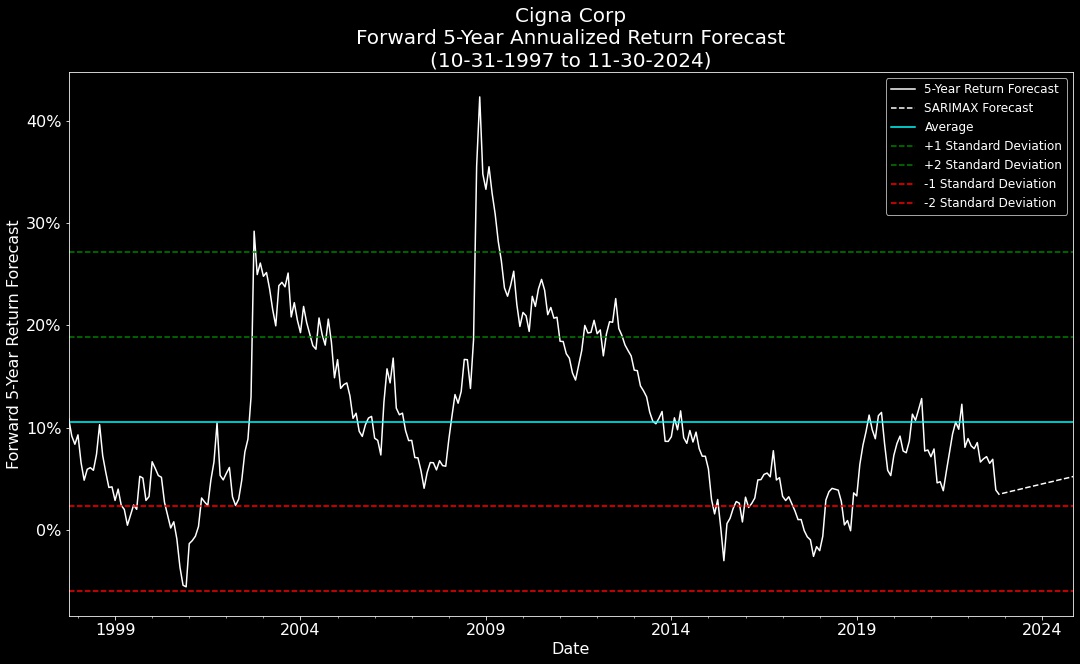 Cigna Corp
Forward 5-Year Annualized Return Forecast
(10-31-1997 to 11-30-2024)
5-Year Return Forecast
SARIMAX Forecast
Average
+1 Standard Deviation
+2 Standard Deviation
-1 Standard Deviation
-2 Standard Deviation
Forward 5-Year Return Forecast
40%
30%
20%
10%
0%
1999
2004
2009
2014
2019
2024
Date